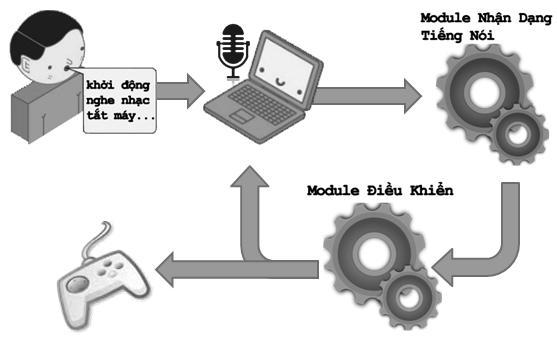 Module Nhận Dạng
Tiếng Nói
khởi động
nghe nhạc
tắt máy...
Module Điều Khiển